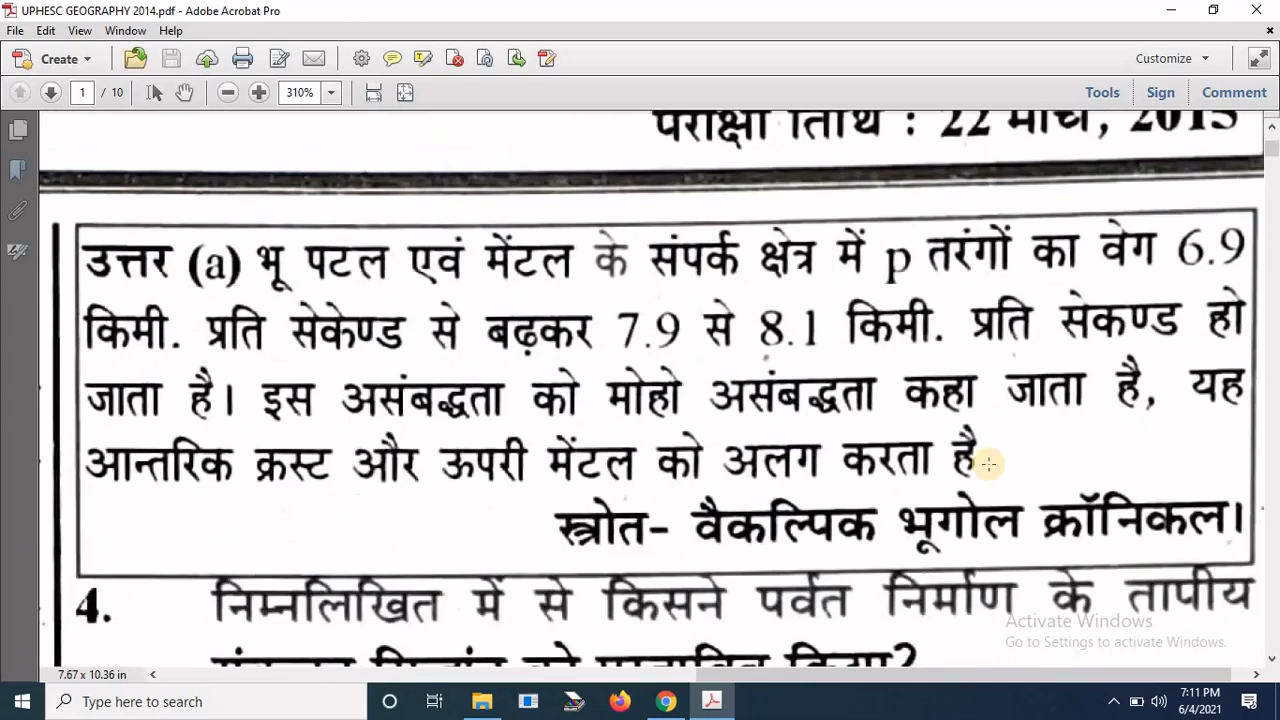 UPHESC GEOGRAPHY 2014.pdf - Adobe Acrobat Pro
File Edit View Window Help
Create Customize
1 / 10 310% Tools Sign Comment
परीक्षा तिथि : 22 मार्च, 2015
उत्तर (a) भू पटल एवं मेंटल के संपर्क क्षेत्र में p तरंगों का वेग 6.9
किमी. प्रति सेकेण्ड से बढ़कर 7.9 से 8.1 किमी. प्रति सेकण्ड हो
जाता है। इस असंबद्धता को मोहो असंबद्धता कहा जाता है, यह
आन्तरिक क्रस्ट और ऊपरी मेंटल को अलग करता है
स्त्रोत- वैकल्पिक भूगोल क्रॉनिकल।
4. निम्नलिखित में से किसने पर्वत निर्माण के तापीय
को किया?
Activate Windows
Go to Settings to activate Windows.
7.67 x 10.36 in
Type here to search
7:11 PM
6/4/2021